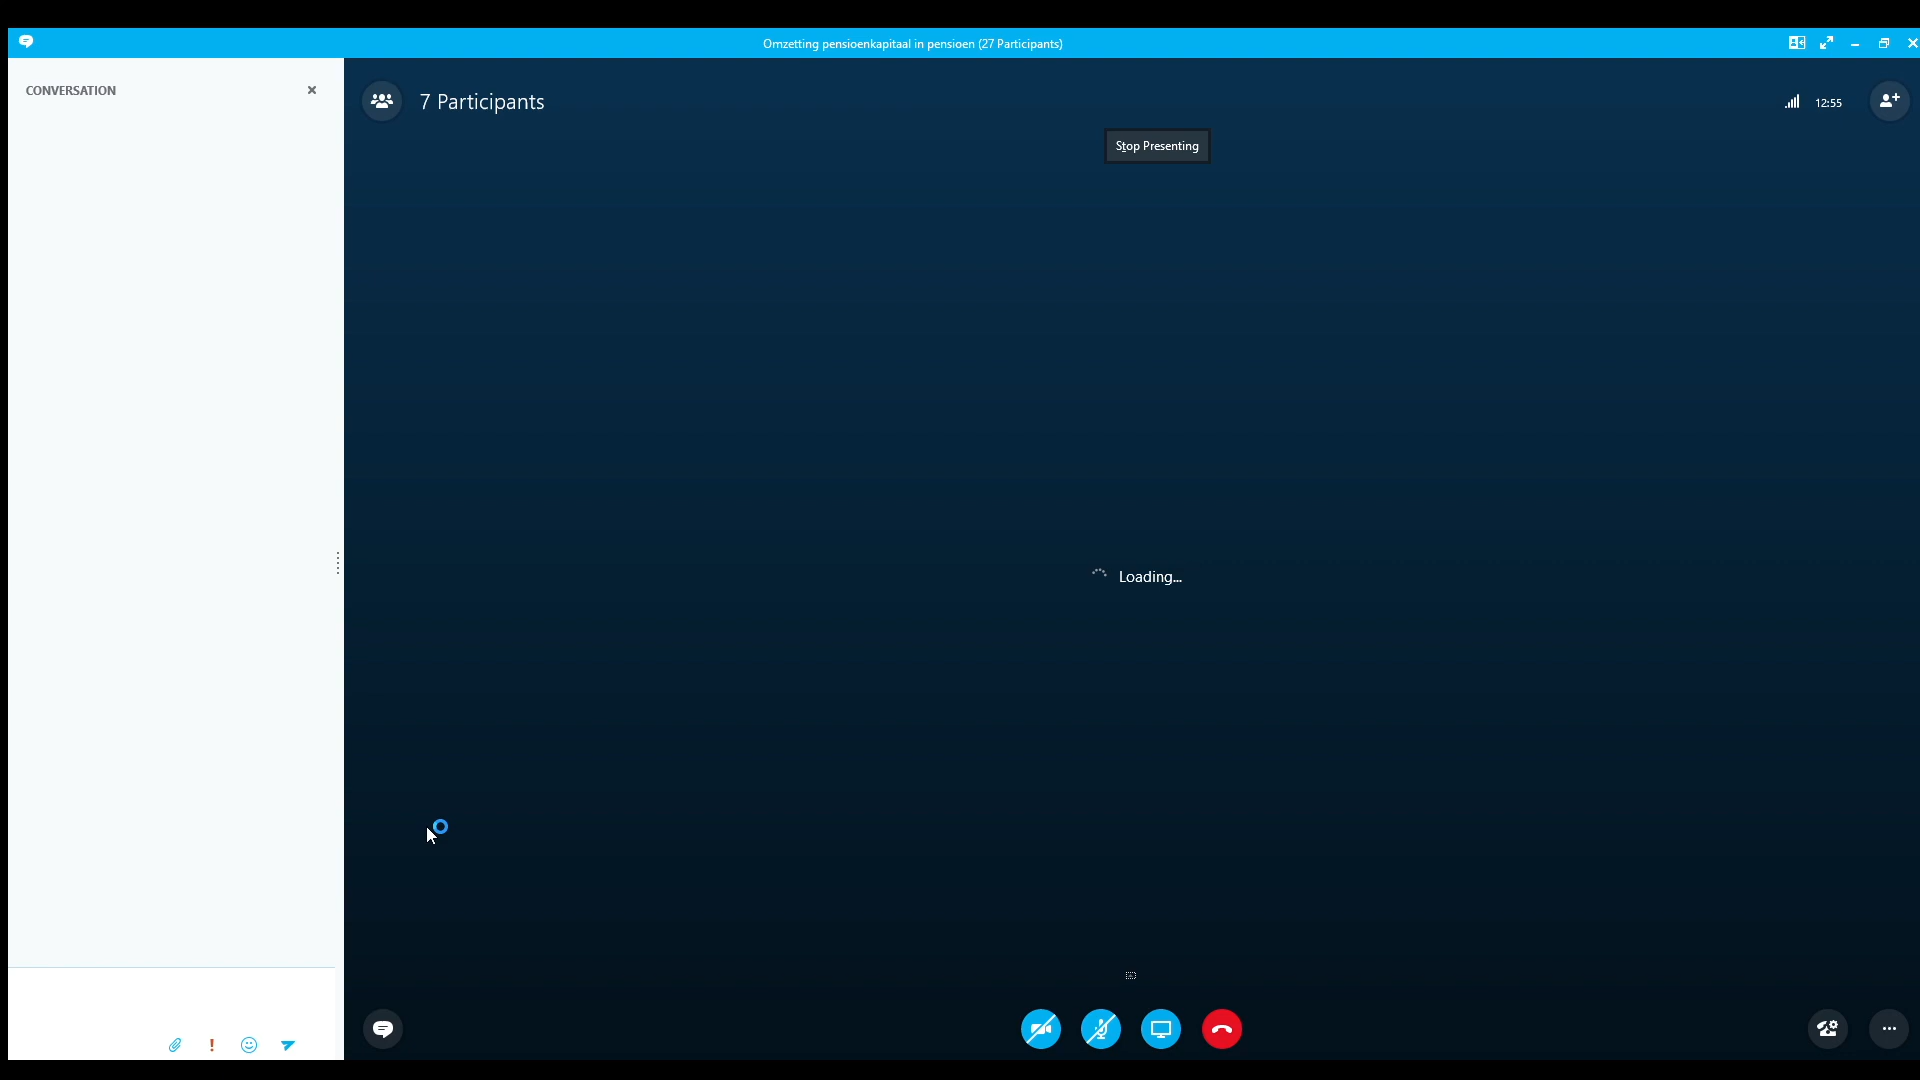 Omzetting pensioenkapitaal in pensioen (27 Participants)
CONVERSATION
7 Participants
12:55
Stop Presenting
Loading...